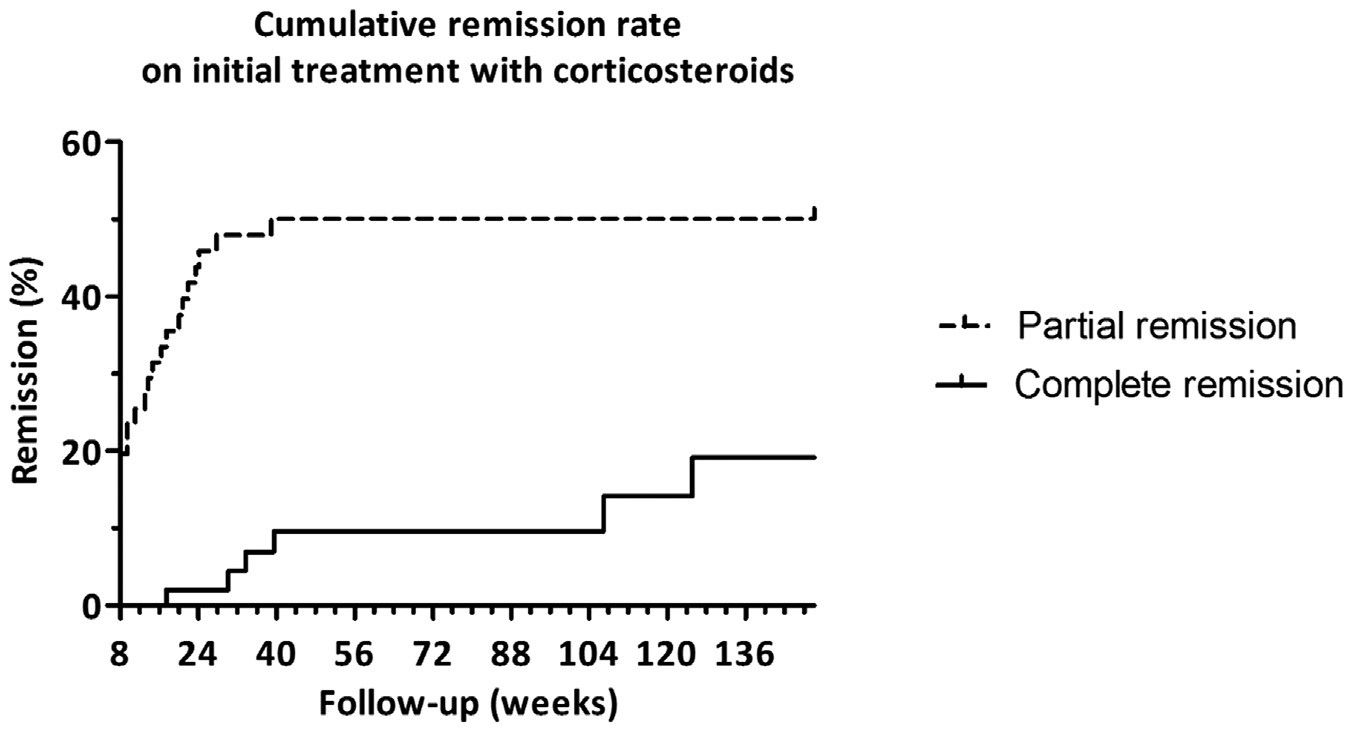 Cumulative remission rate
on initial treatment with corticosteroids
60
40
20
0
Remission (%)
8 24 40 56 72 88 104 120 136
Follow-up (weeks)
Partial remission
Complete remission